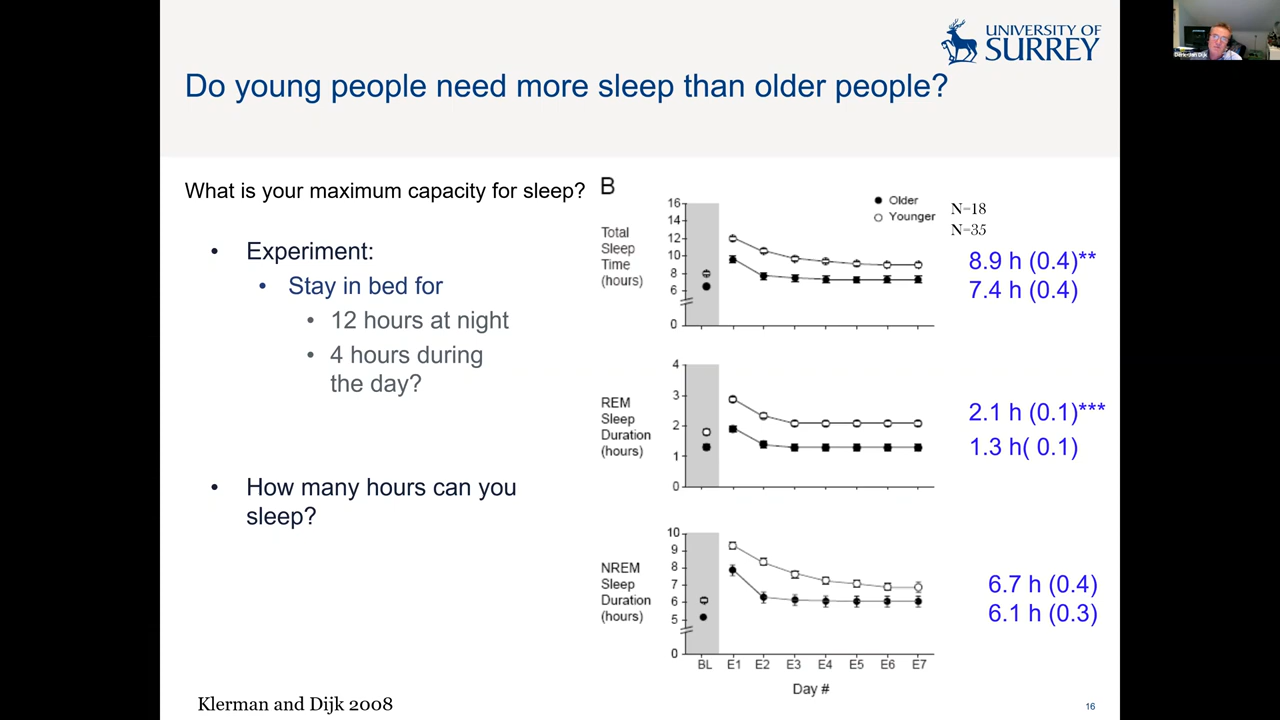 UNIVERSITY OF
SURREY
Derk-Jan Dijk
Do young people need more sleep than older people?
What is your maximum capacity for sleep?
• Experiment:
• Stay in bed for
• 12 hours at night
• 4 hours during
the day?
• How many hours can you
sleep?
Klerman and Dijk 2008
B
Older
Younger
N=18
N=35
Total
Sleep
Time
(hours)
16
14
12
10
8
6
0
8.9 h (0.4)**
7.4 h (0.4)
REM
Sleep
Duration
(hours)
4
3
2
1
0
2.1 h (0.1)***
1.3 h( 0.1)
NREM
Sleep
Duration
(hours)
10
9
8
7
6
5
0
6.7 h (0.4)
6.1 h (0.3)
BL E1 E2 E3 E4 E5 E6 E7
Day #
16